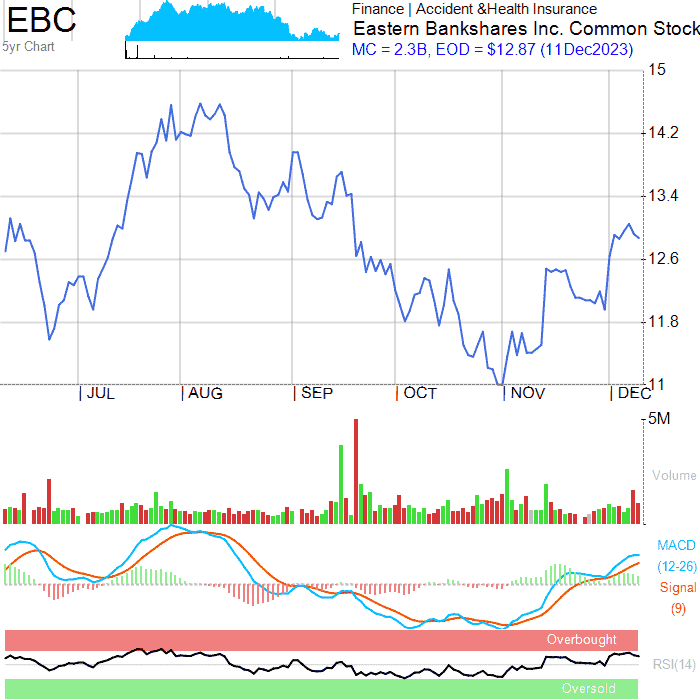 EBC
5yr Chart
Finance | Accident &Health Insurance
Eastern Bankshares Inc. Common Stock
MC = 2.3B, EOD = $12.87 (11Dec2023)
15
14.2
13.4
12.6
11.8
11
JUL AUG SEP OCT NOV DEC
5M
Volume
MACD
(12-26)
Signal
(9)
Overbought
RSI(14)
Oversold